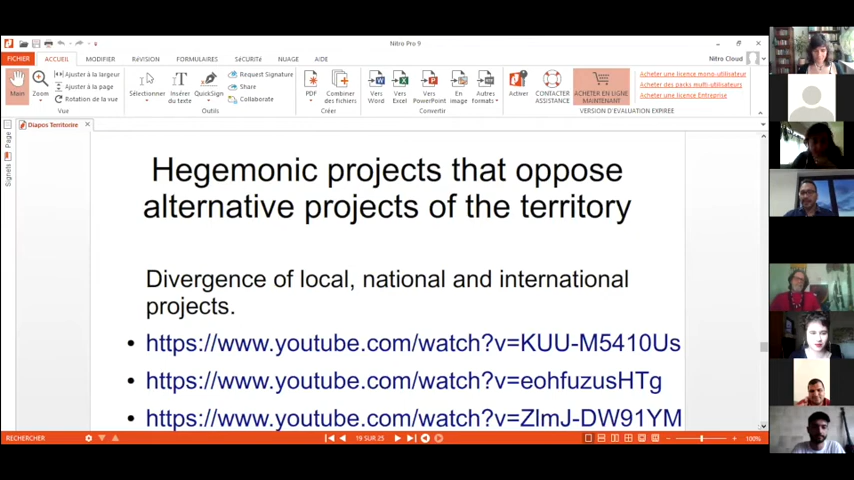 Nitro Pro 9
FICHIER
ACCUEIL
MODIFIER
RÉVISION
FORMULAIRES
SÉCURITÉ
NUAGE
AIDE
Nitro Cloud
Main
Zoom
Ajuster à la largeur
Ajuster à la page
Rotation de la vue
Vue
Sélectionner
Insérer du texte
QuickSign
Request Signature
Share
Collaborate
Outils
PDF
Combiner des fichiers
Créer
Vers Word
Vers Excel
Vers PowerPoint
En image
Autres formats
Convertir
Activer
CONTACTER ASSISTANCE
ACHETER EN LIGNE MAINTENANT
Acheter une licence mono-utilisateur
Acheter des packs multi-utilisateurs
Acheter une licence Entreprise
VERSION D'ÉVALUATION EXPIRÉE
Diapos Territoire
Page
Signets
Hegemonic projects that oppose
alternative projects of the territory
Divergence of local, national and international
projects.
• https://www.youtube.com/watch?v=KUU-M5410Us
• https://www.youtube.com/watch?v=eohfuzusHTg
• https://www.youtube.com/watch?v=ZlmJ-DW91YM
RECHERCHER
19 SUR 25
100%